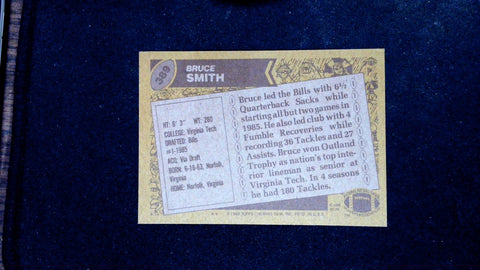 389
BRUCE
SMITH
HT: 6' 3" WT: 280
COLLEGE: Virginia Tech
DRAFTED: Bills
#1-1985
ACQ: Via Draft
BORN: 6-18-63, Norfolk,
Virginia
HOME: Norfolk, Virginia
Bruce led the Bills with 6½
Quarterback Sacks while
starting all but two games in
1985. He also led club with 4
Fumble Recoveries while
recording 36 Tackles and 27
Assists. Bruce won Outland
Trophy as nation's top inte-
rior lineman as senior at
Virginia Tech. In 4 seasons
he had 180 Tackles.